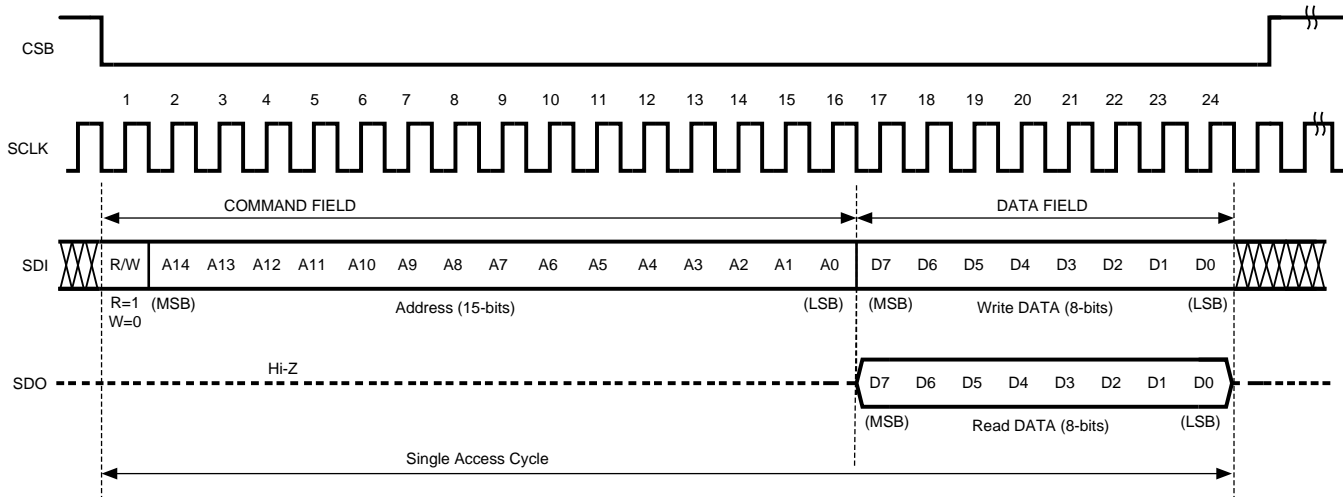 CSB
1 2 3 4 5 6 7 8 9 10 11 12 13 14 15 16 17 18 19 20 21 22 23 24
SCLK
COMMAND FIELD DATA FIELD
SDI R/W A14 A13 A12 A11 A10 A9 A8 A7 A6 A5 A4 A3 A2 A1 A0 D7 D6 D5 D4 D3 D2 D1 D0
R=1 (MSB) Address (15-bits) (LSB) (MSB) Write DATA (8-bits) (LSB)
W=0
Hi-Z
SDO D7 D6 D5 D4 D3 D2 D1 D0
(MSB) Read DATA (8-bits) (LSB)
Single Access Cycle